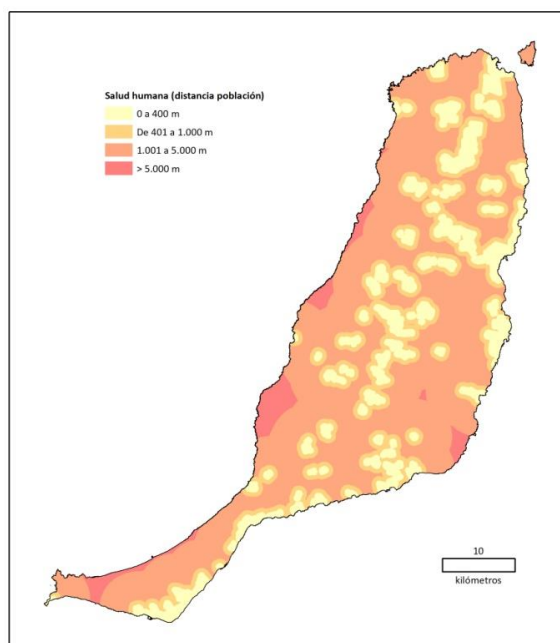 Salud humana (distancia población)
0 a 400 m
De 401 a 1.000 m
1.001 a 5.000 m
> 5.000 m
10
kilómetros